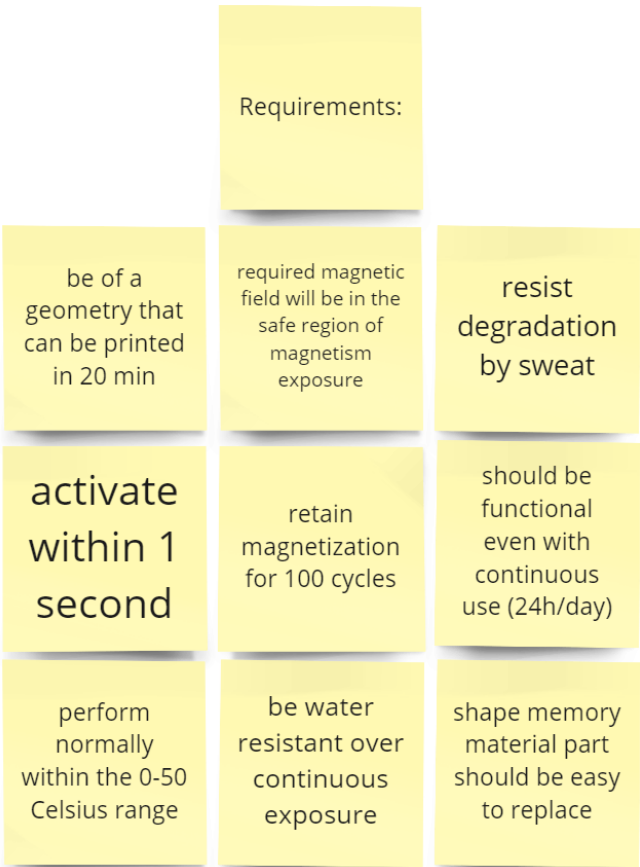 Requirements:
be of a
geometry that
can be printed
in 20 min
required magnetic
field will be in the
safe region of
magnetism
exposure
resist
degradation
by sweat
activate
within 1
second
retain
magnetization
for 100 cycles
should be
functional
even with
continuous
use (24h/day)
perform
normally
within the 0-50
Celsius range
be water
resistant over
continuous
exposure
shape memory
material part
should be easy
to replace